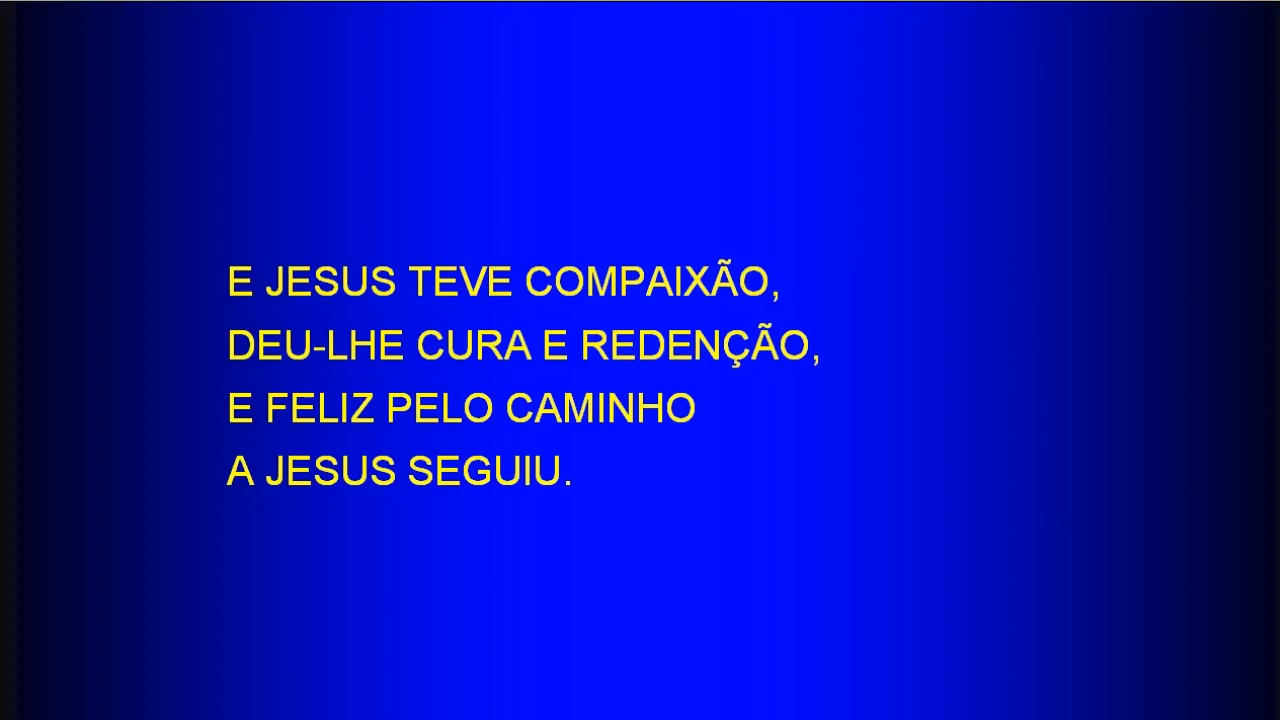 E JESUS TEVE COMPAIXÃO,
DEU-LHE CURA E REDENÇÃO,
E FELIZ PELO CAMINHO
A JESUS SEGUIU.